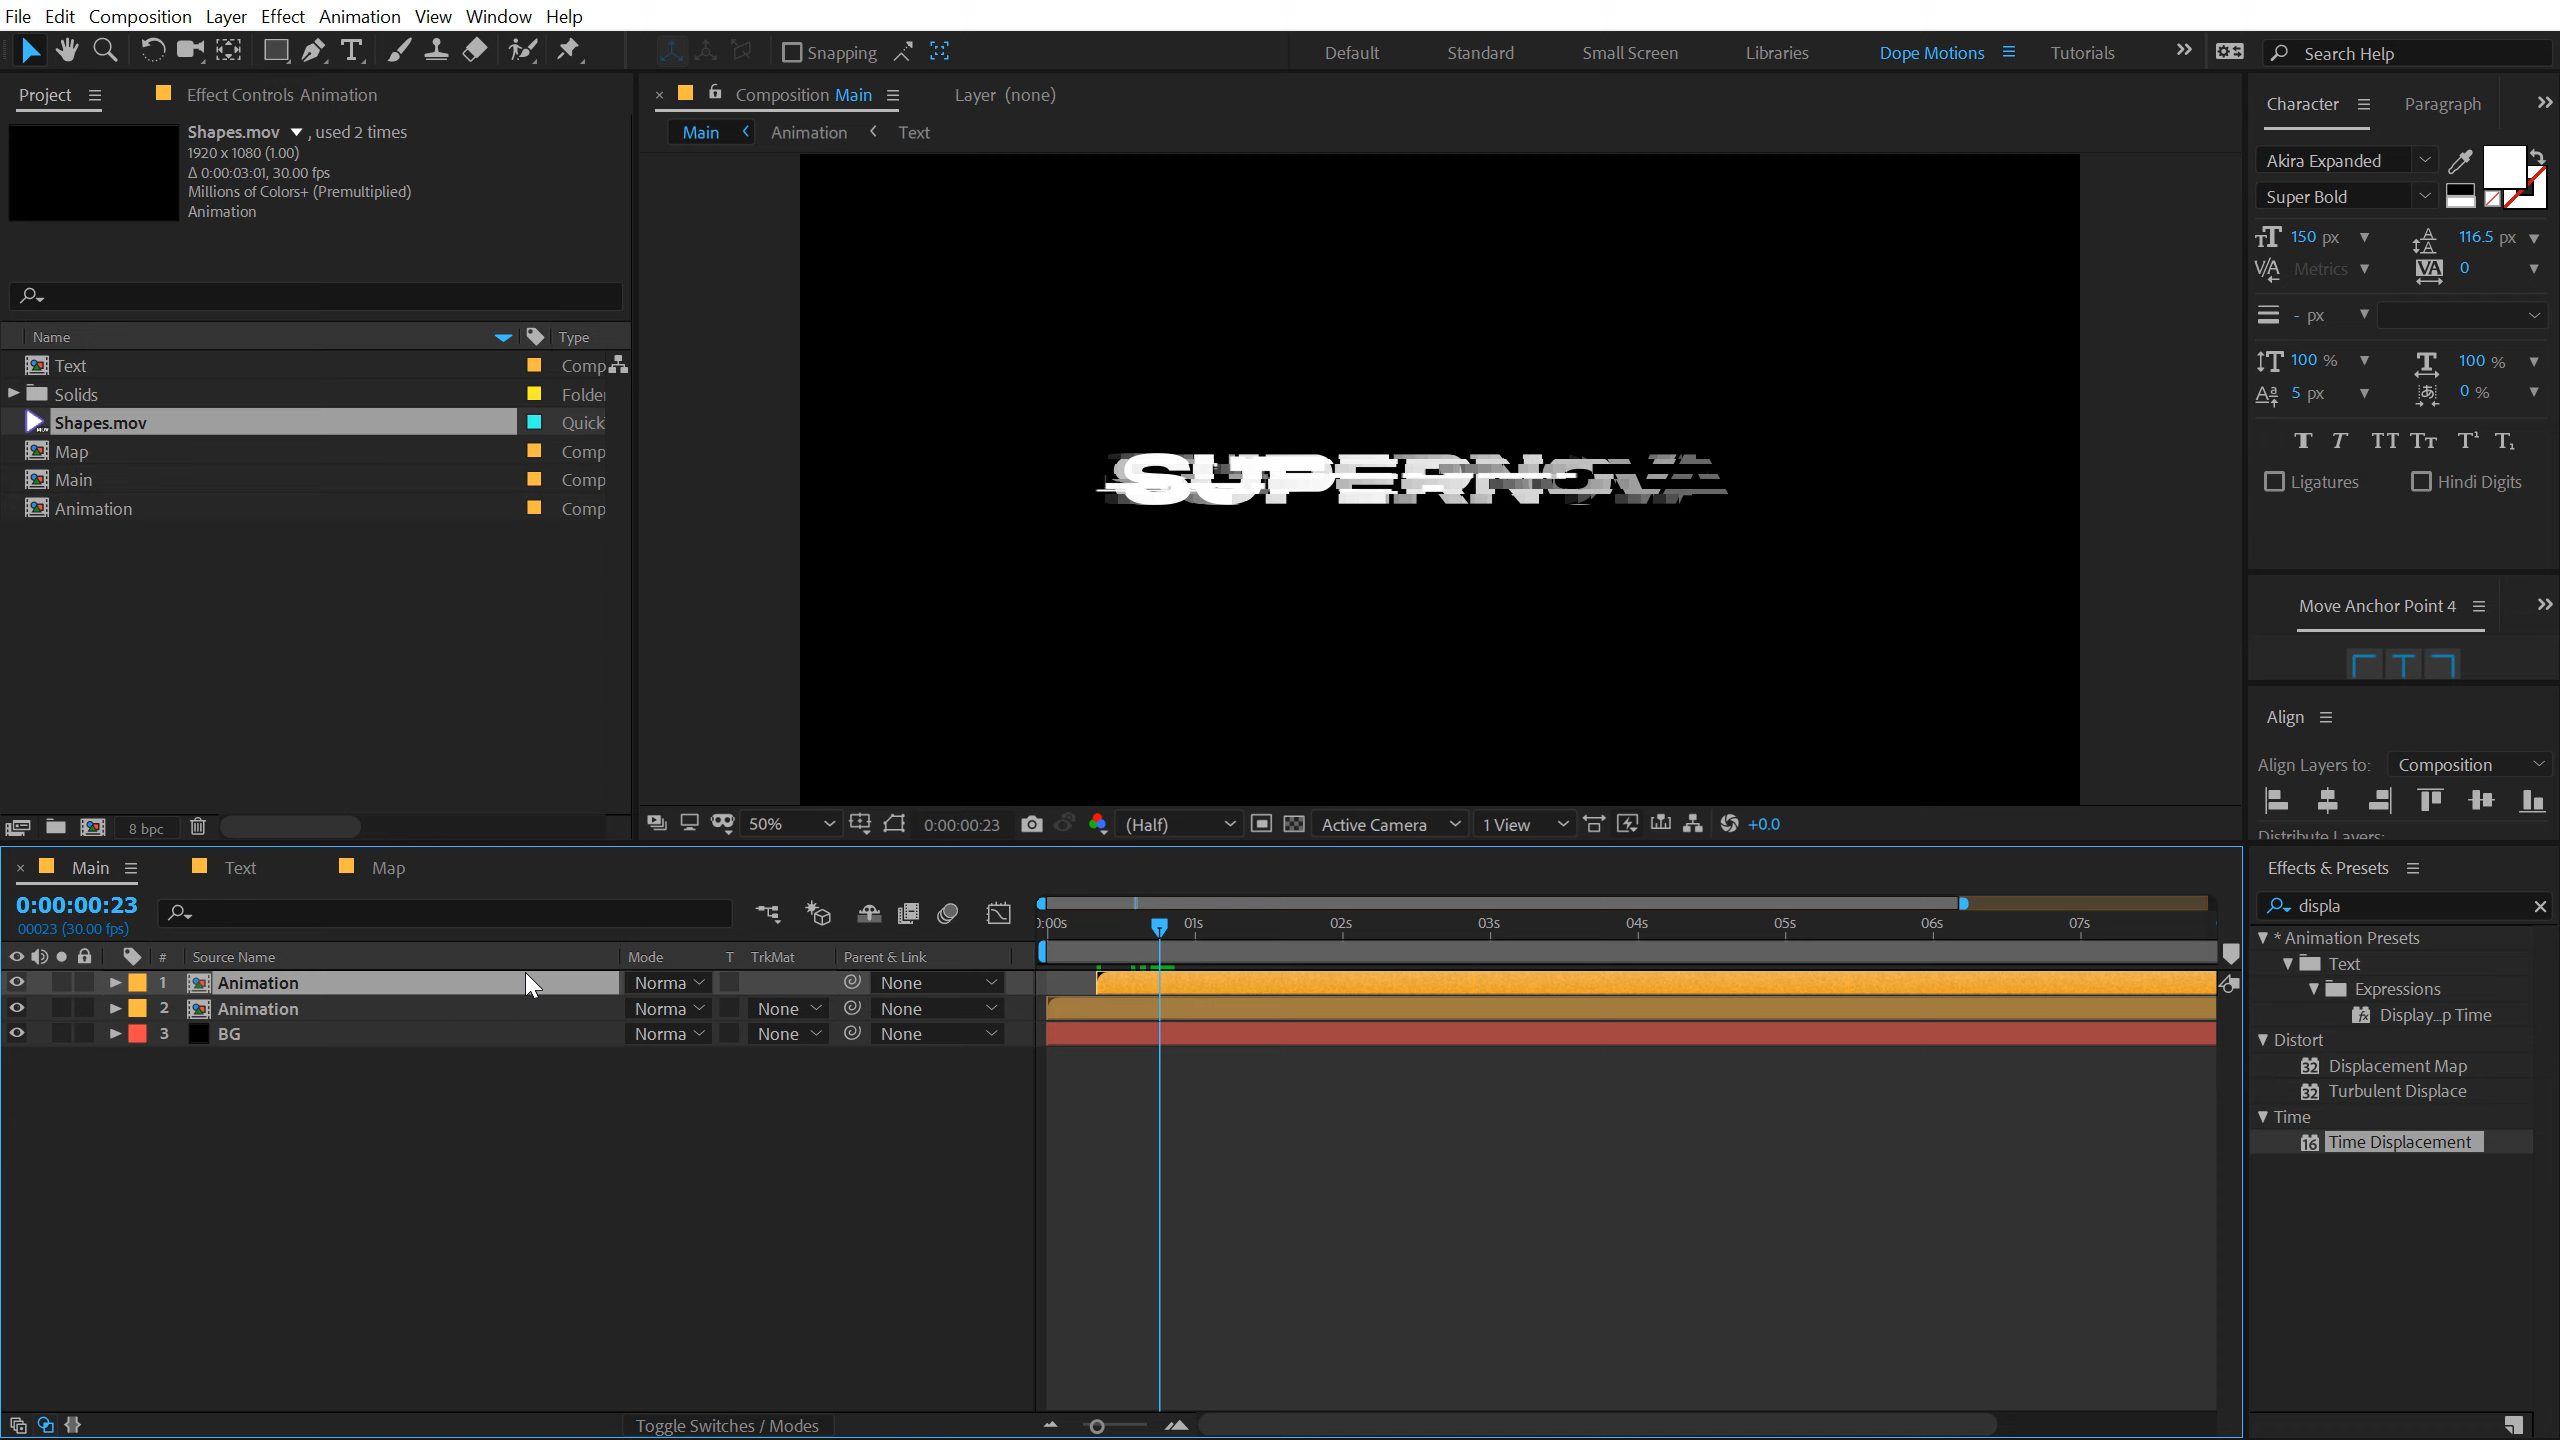 File Edit Composition Layer Effect Animation View Window Help
Snapping Default Standard Small Screen Libraries Dope Motions Tutorials Search Help
Project Effect Controls Animation
Shapes.mov , used 2 times
1920 x 1080 (1.00)
Δ 0:00:03:01, 30.00 fps
Millions of Colors+ (Premultiplied)
Animation
Name Type
Text Comp
Solids Folde
Shapes.mov Quick
Map Comp
Main Comp
Animation Comp
8 bpc
Composition Main Layer (none)
Main Animation Text
SUPERNOVA
50% 0:00:00:23 (Half) Active Camera 1 View +0.0
Character Paragraph
Akira Expanded
Super Bold
150 px 116.5 px
Metrics 0
- px
100 % 100 %
5 px 0 %
Ligatures Hindi Digits
Move Anchor Point 4
Align
Align Layers to: Composition
Distribute Layers:
Main Text Map
0:00:00:23
00023 (30.00 fps)
):00s 01s 02s 03s 04s 05s 06s 07s
# Source Name Mode T TrkMat Parent & Link
1 Animation Norma None
2 Animation Norma None None
3 BG Norma None None
Toggle Switches / Modes
Effects & Presets
displa
* Animation Presets
Text
Expressions
Display...p Time
Distort
32 Displacement Map
32 Turbulent Displace
Time
16 Time Displacement